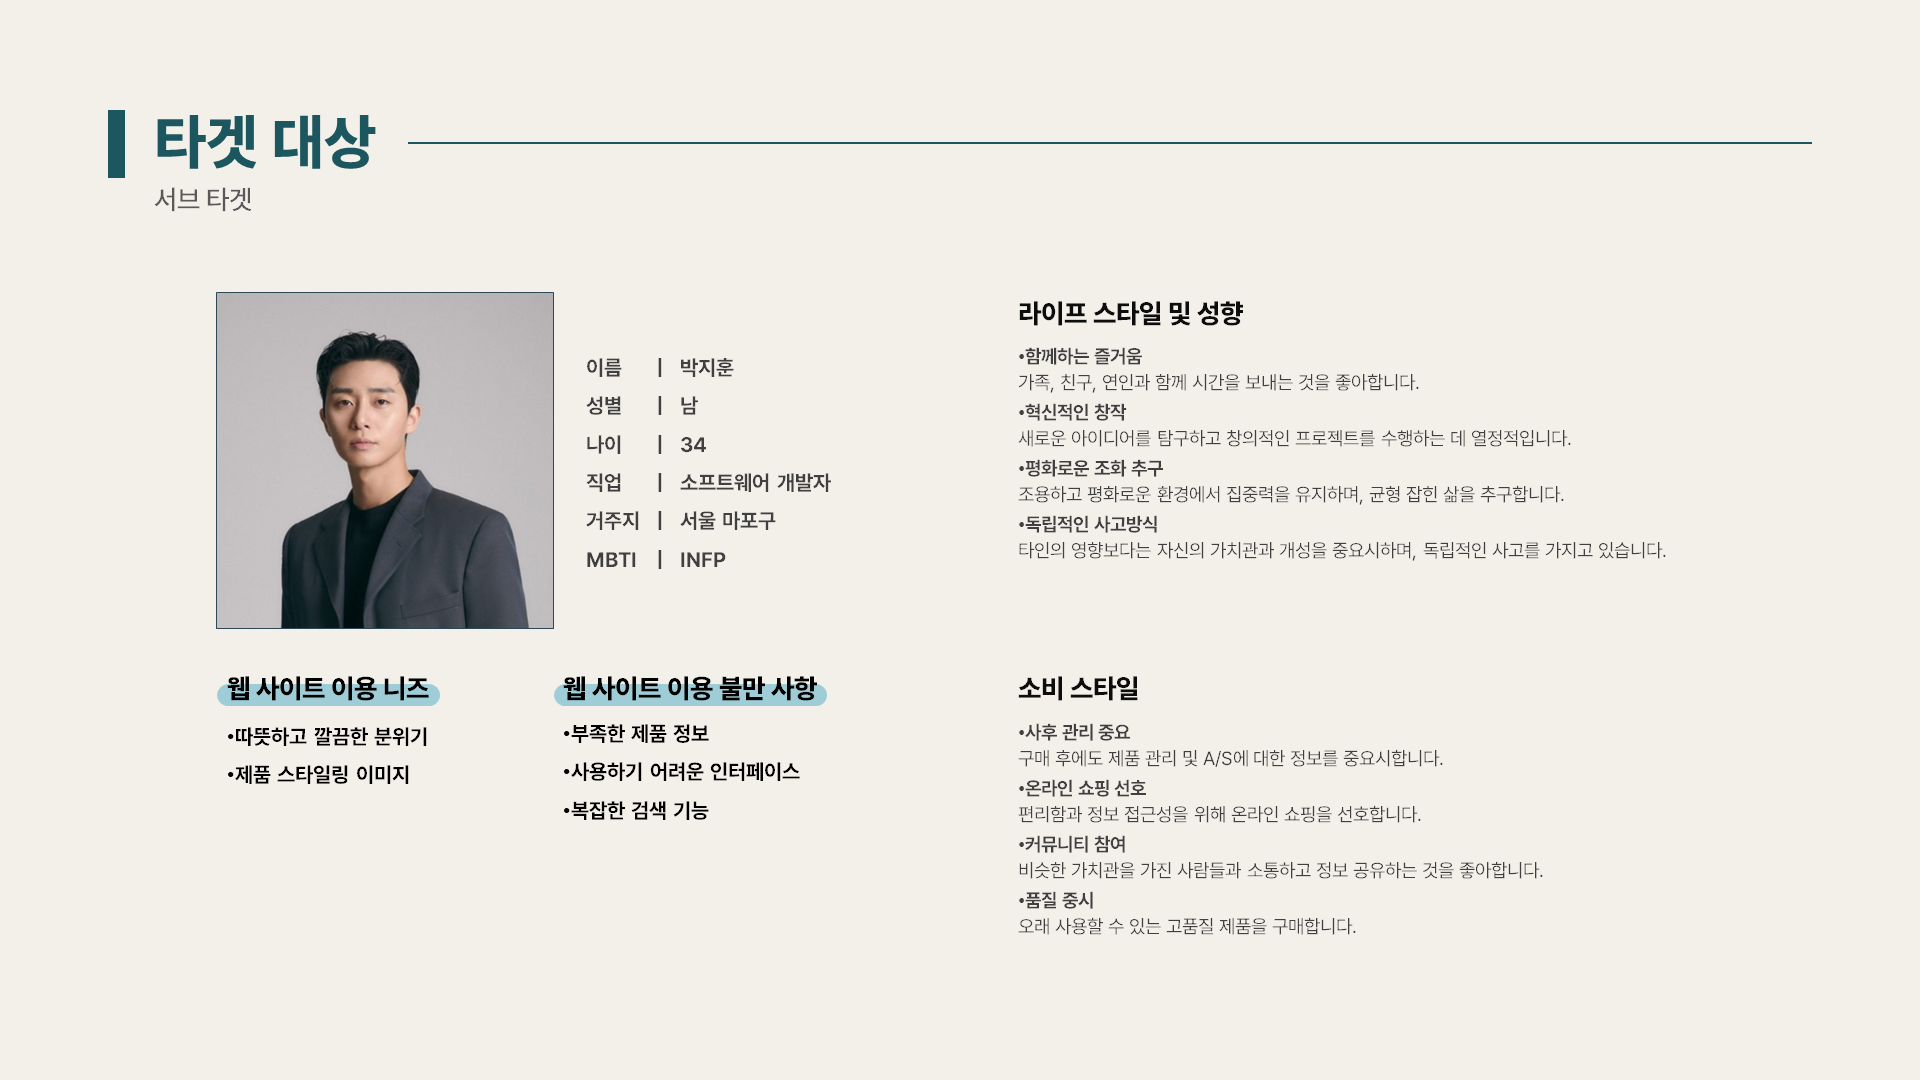 타겟 대상
서브 타겟
이름 | 박지훈
성별 | 남
나이 | 34
직업 | 소프트웨어 개발자
거주지 | 서울 마포구
MBTI | INFP
웹 사이트 이용 니즈
•따뜻하고 깔끔한 분위기
•제품 스타일링 이미지
웹 사이트 이용 불만 사항
•부족한 제품 정보
•사용하기 어려운 인터페이스
•복잡한 검색 기능
라이프 스타일 및 성향
•함께하는 즐거움
가족, 친구, 연인과 함께 시간을 보내는 것을 좋아합니다.
•혁신적인 창작
새로운 아이디어를 탐구하고 창의적인 프로젝트를 수행하는 데 열정적입니다.
•평화로운 조화 추구
조용하고 평화로운 환경에서 집중력을 유지하며, 균형 잡힌 삶을 추구합니다.
•독립적인 사고방식
타인의 영향보다는 자신의 가치관과 개성을 중요시하며, 독립적인 사고를 가지고 있습니다.
소비 스타일
•사후 관리 중요
구매 후에도 제품 관리 및 A/S에 대한 정보를 중요시합니다.
•온라인 쇼핑 선호
편리함과 정보 접근성을 위해 온라인 쇼핑을 선호합니다.
•커뮤니티 참여
비슷한 가치관을 가진 사람들과 소통하고 정보 공유하는 것을 좋아합니다.
•품질 중시
오래 사용할 수 있는 고품질 제품을 구매합니다.